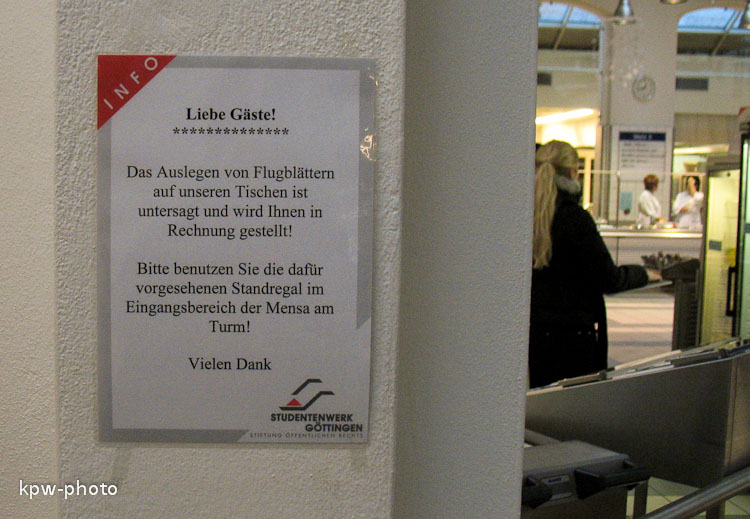 INFO
Liebe Gäste!
**************
Das Auslegen von Flugblättern
auf unseren Tischen ist
untersagt und wird Ihnen in
Rechnung gestellt!
Bitte benutzen Sie die dafür
vorgesehenen Standregal im
Eingangsbereich der Mensa am
Turm!
Vielen Dank
STUDENTENWERK
GÖTTINGEN
STIFTUNG ÖFFENTLICHEN RECHTS
kpw-photo